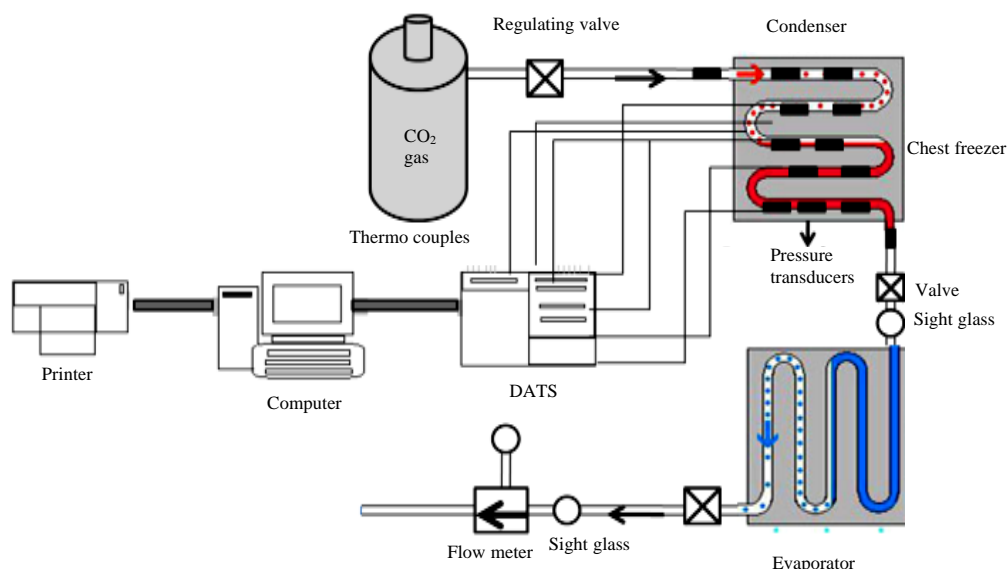 Regulating valve
Condenser
CO₂
gas
Chest freezer
Thermo couples
Pressure
transducers
Valve
Sight glass
Printer
Computer
DATS
Flow meter
Sight glass
Evaporator